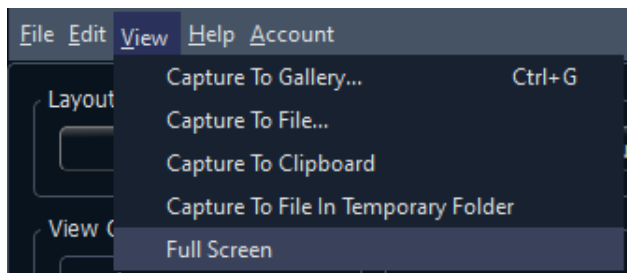 File Edit View Help Account
Capture To Gallery... Ctrl+G
Layout
Capture To File...
Capture To Clipboard
Capture To File In Temporary Folder
View
Full Screen